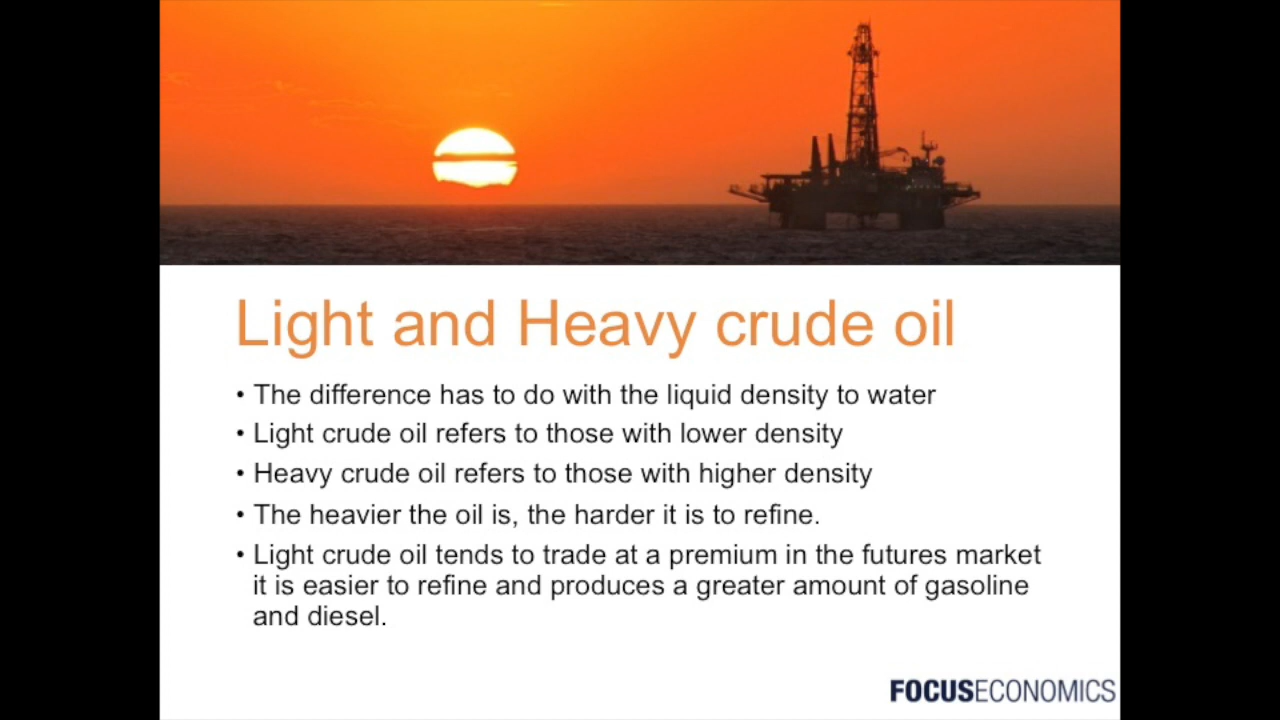 Light and Heavy crude oil
• The difference has to do with the liquid density to water
• Light crude oil refers to those with lower density
• Heavy crude oil refers to those with higher density
• The heavier the oil is, the harder it is to refine.
• Light crude oil tends to trade at a premium in the futures market
it is easier to refine and produces a greater amount of gasoline
and diesel.
FOCUSECONOMICS